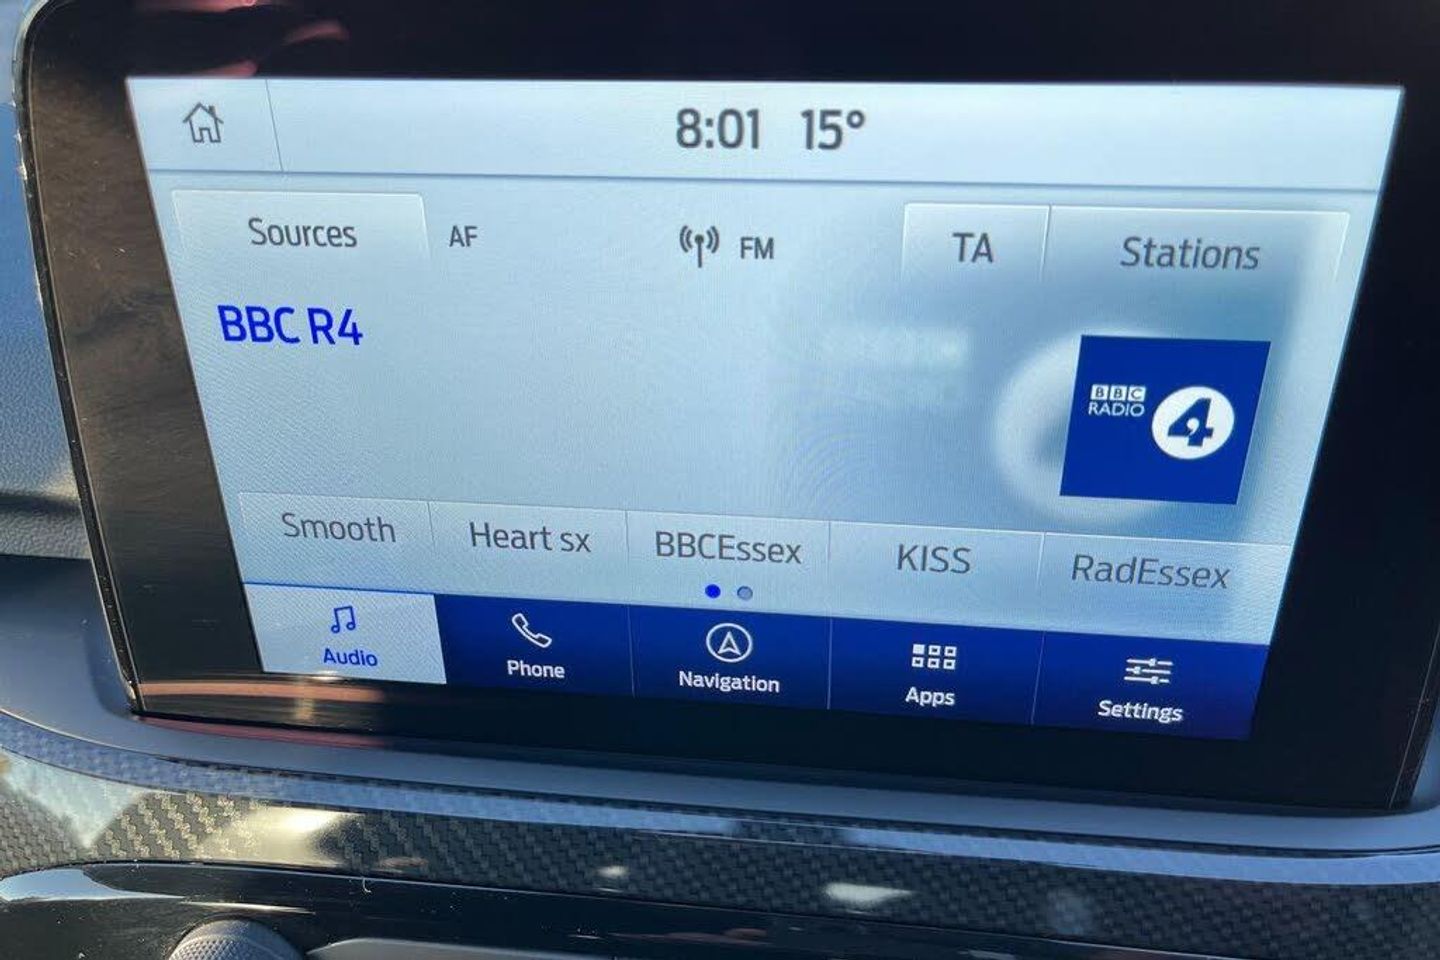 8:01 15°
Sources AF FM TA Stations
BBC R4
BBC
RADIO 4
Smooth Heart sx BBCEssex KISS RadEssex
Audio Phone Navigation Apps Settings